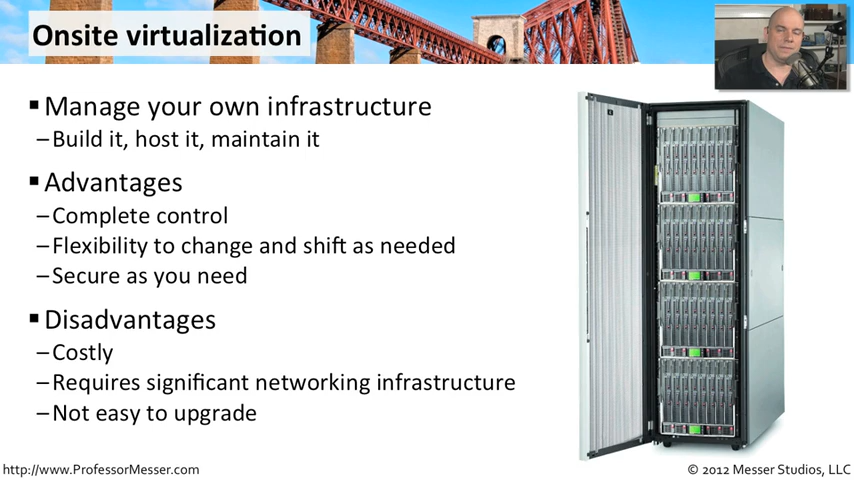 Onsite virtualization
▪ Manage your own infrastructure
–Build it, host it, maintain it
▪ Advantages
–Complete control
–Flexibility to change and shift as needed
–Secure as you need
▪ Disadvantages
–Costly
–Requires significant networking infrastructure
–Not easy to upgrade
http://www.ProfessorMesser.com
© 2012 Messer Studios, LLC